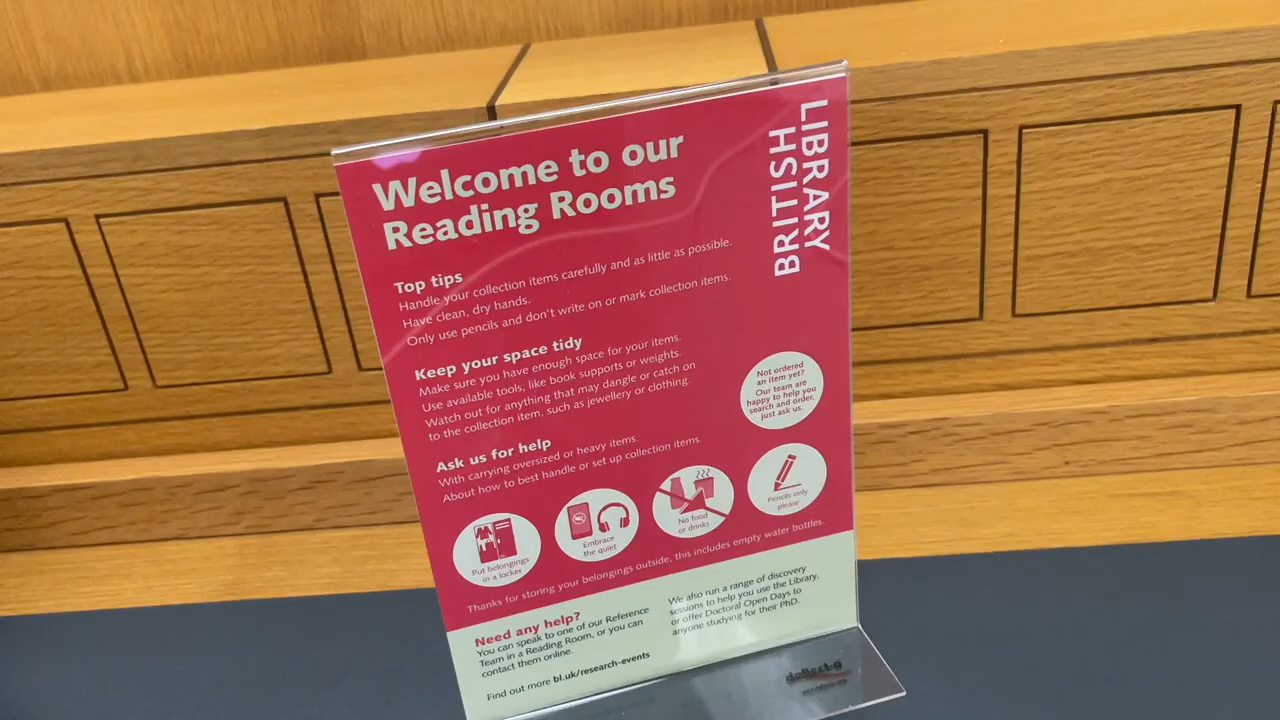 Welcome to our
Reading Rooms
LIBRARY
BRITISH
Top tips
Handle your collection items carefully and as little as possible.
Have clean, dry hands.
Only use pencils and don't write on or mark collection items.
Keep your space tidy
Make sure you have enough space for your items.
Use available tools, like book supports or weights.
Watch out for anything that may dangle or catch on
to the collection item, such as jewellery or clothing.
Not ordered
an item yet?
Our team are
happy to help you
search and order,
just ask us.
Ask us for help
With carrying oversized or heavy items.
About how to best handle or set up collection items.
Put belongings
in a locker
Embrace
the quiet
No food
or drinks
Pencils only
please
Thanks for storing your belongings outside, this includes empty water bottles.
Need any help?
You can speak to one of our Reference
Team in a Reading Room, or you can
contact them online.
Find out more bl.uk/research-events
We also run a range of discovery
sessions to help you use the Library,
or offer Doctoral Open Days to
anyone studying for their PhD.